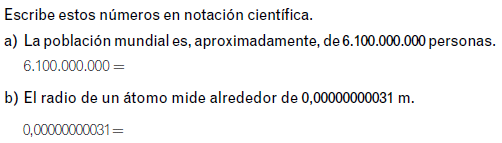 Escribe estos números en notación científica.
a) La población mundial es, aproximadamente, de 6.100.000.000 personas.
6.100.000.000 =
b) El radio de un átomo mide alrededor de 0,00000000031 m.
0,00000000031=